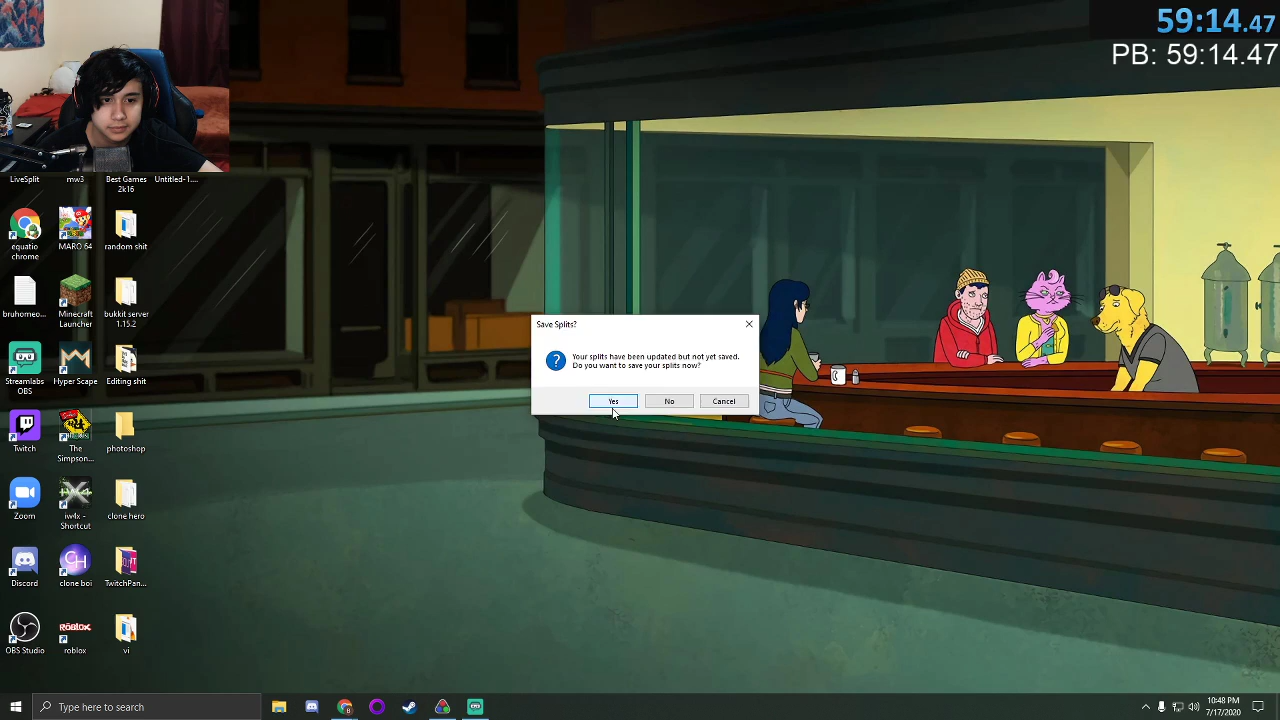 59:14.47
PB: 59:14.47
LiveSplit
mw3
Best Games
2k16
Untitled-1....
equatio
chrome
MARO 64
random shit
bruhomeo...
Minecraft
Launcher
bukkit server
1.15.2
Streamlabs
OBS
Hyper Scape
Editing shit
Twitch
The
Simpson...
photoshop
Zoom
iw4x -
Shortcut
clone hero
Discord
clone boi
TwitchPan...
OBS Studio
roblox
vi
Save Splits?
Your splits have been updated but not yet saved.
Do you want to save your splits now?
Yes
No
Cancel
Type here to search
10:48 PM
7/17/2020